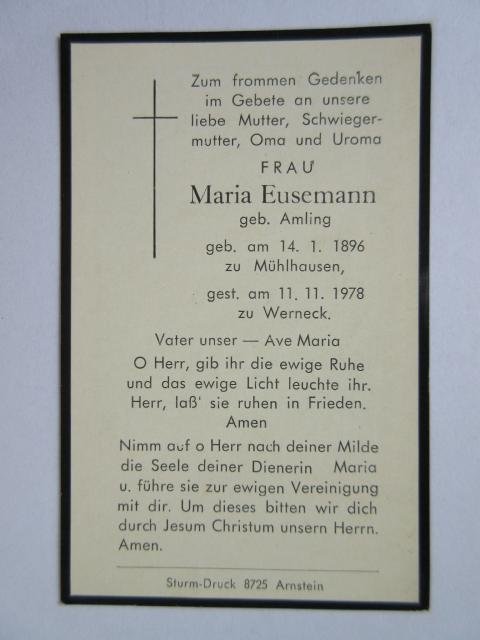 Zum frommen Gedenken
im Gebete an unsere
liebe Mutter, Schwieger-
mutter, Oma und Uroma
FRAU
Maria Eusemann
geb. Amling
geb. am 14. 1. 1896
zu Mühlhausen,
gest. am 11. 11. 1978
zu Werneck.
Vater unser — Ave Maria
O Herr, gib ihr die ewige Ruhe
und das ewige Licht leuchte ihr.
Herr, laß' sie ruhen in Frieden.
Amen
Nimm auf o Herr nach deiner Milde
die Seele deiner Dienerin Maria
u. führe sie zur ewigen Vereinigung
mit dir. Um dieses bitten wir dich
durch Jesum Christum unsern Herrn.
Amen.
Sturm-Druck 8725 Arnstein